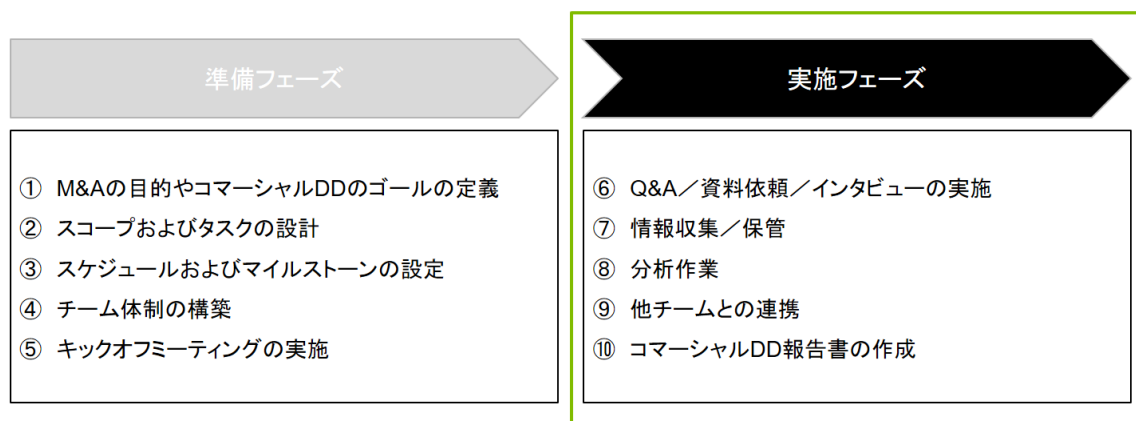 準備フェーズ
① M&Aの目的やコマーシャルDDのゴールの定義
② スコープおよびタスクの設計
③ スケジュールおよびマイルストーンの設定
④ チーム体制の構築
⑤ キックオフミーティングの実施
実施フェーズ
⑥ Q&A／資料依頼／インタビューの実施
⑦ 情報収集／保管
⑧ 分析作業
⑨ 他チームとの連携
⑩ コマーシャルDD報告書の作成